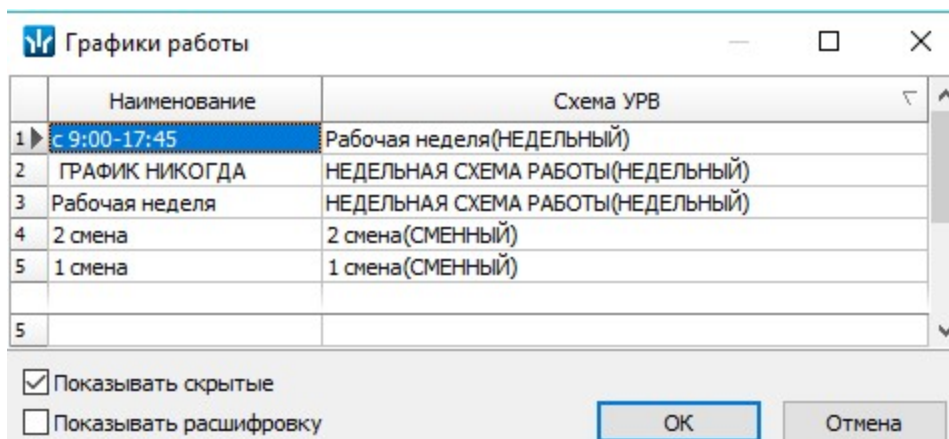 Графики работы
Наименование Схема УРВ
1 с 9:00-17:45 Рабочая неделя(НЕДЕЛЬНЫЙ)
2 ГРАФИК НИКОГДА НЕДЕЛЬНАЯ СХЕМА РАБОТЫ(НЕДЕЛЬНЫЙ)
3 Рабочая неделя НЕДЕЛЬНАЯ СХЕМА РАБОТЫ(НЕДЕЛЬНЫЙ)
4 2 смена 2 смена(СМЕННЫЙ)
5 1 смена 1 смена(СМЕННЫЙ)
5
Показывать скрытые
Показывать расшифровку OK Отмена